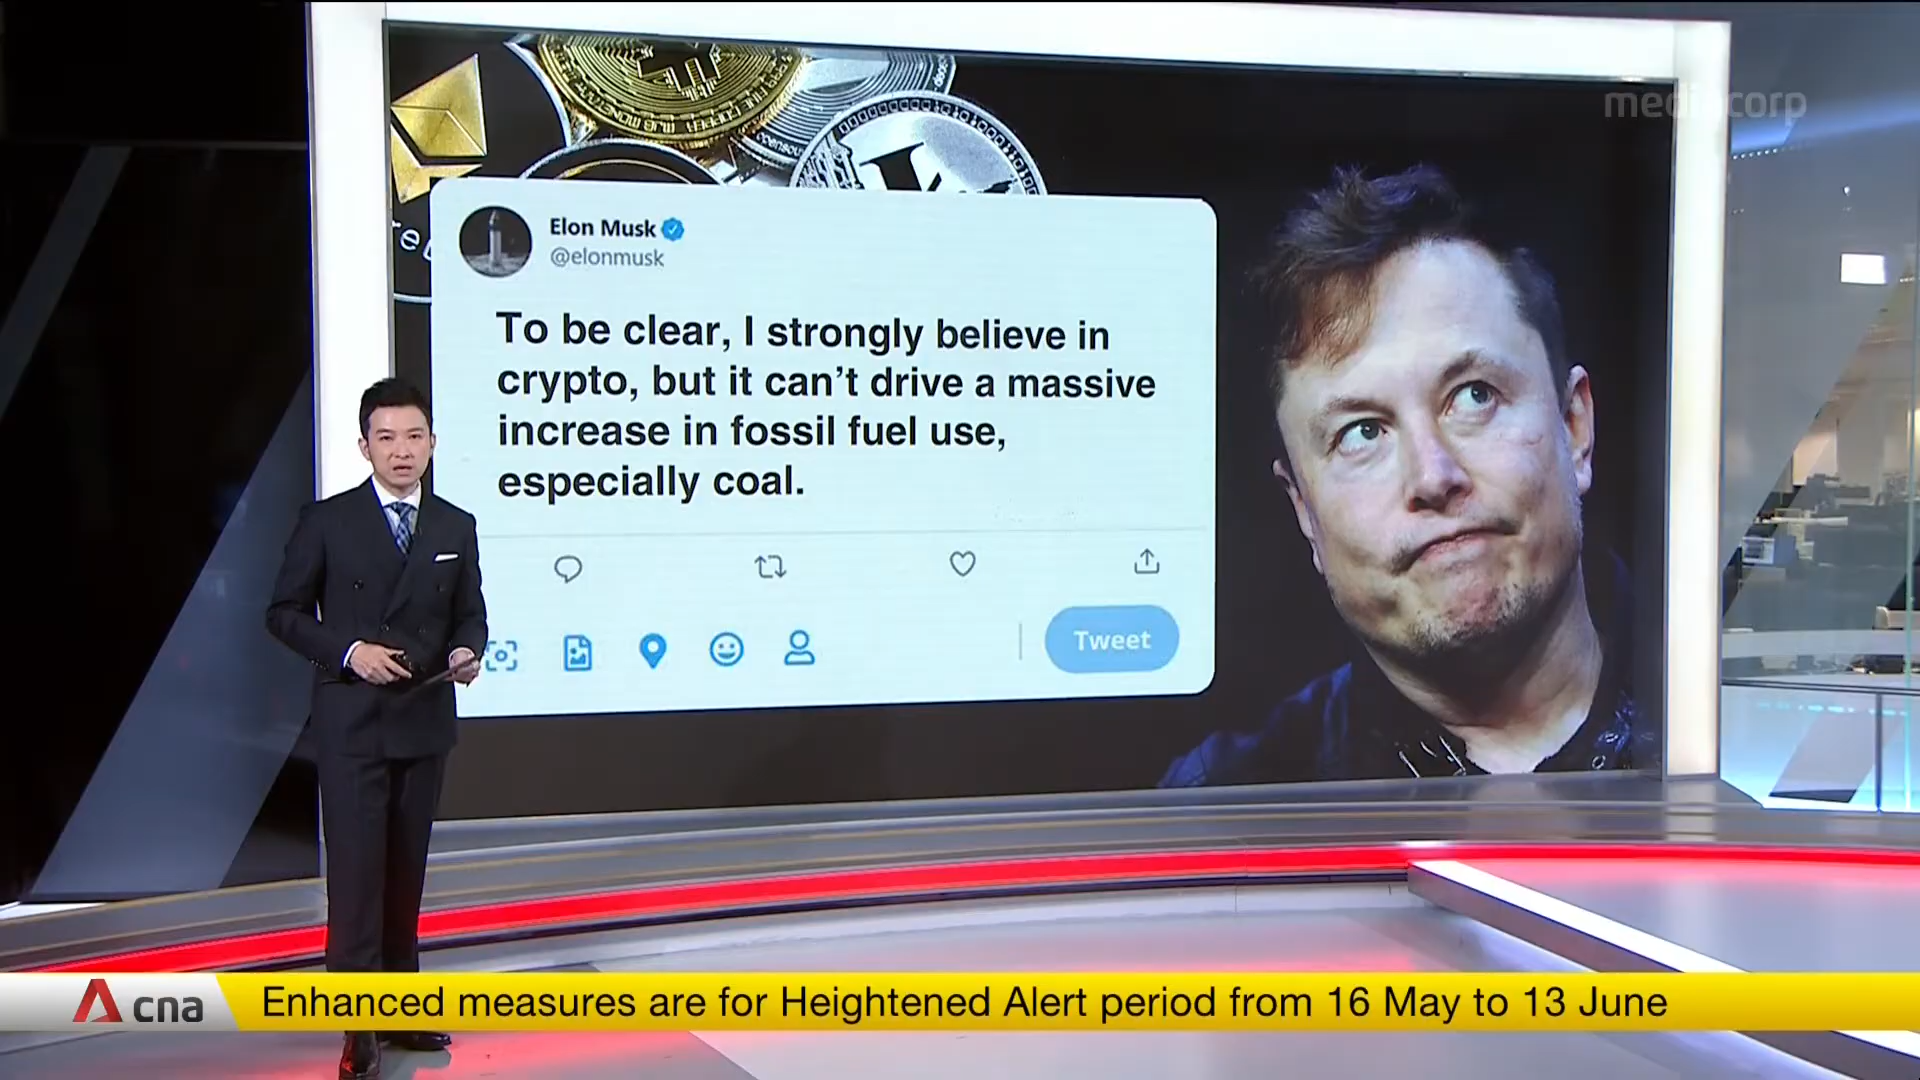 mediacorp
Elon Musk
@elonmusk
To be clear, I strongly believe in
crypto, but it can't drive a massive
increase in fossil fuel use,
especially coal.
Tweet
cna
Enhanced measures are for Heightened Alert period from 16 May to 13 June